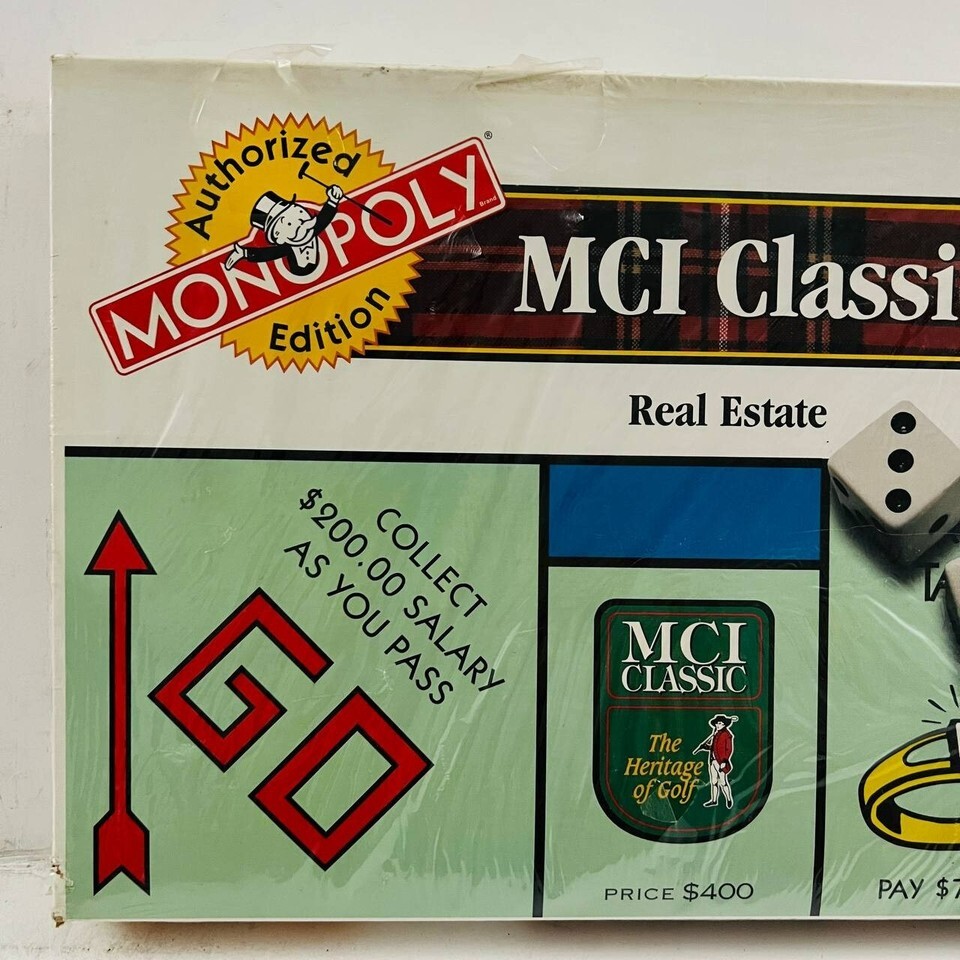 Authorized
MONOPOLY®
Brand
Edition
MCI Classi
Real Estate
COLLECT
$200.00 SALARY
AS YOU PASS
GO
MCI
CLASSIC
The
Heritage
of Golf
PRICE $400
TA
PAY $7